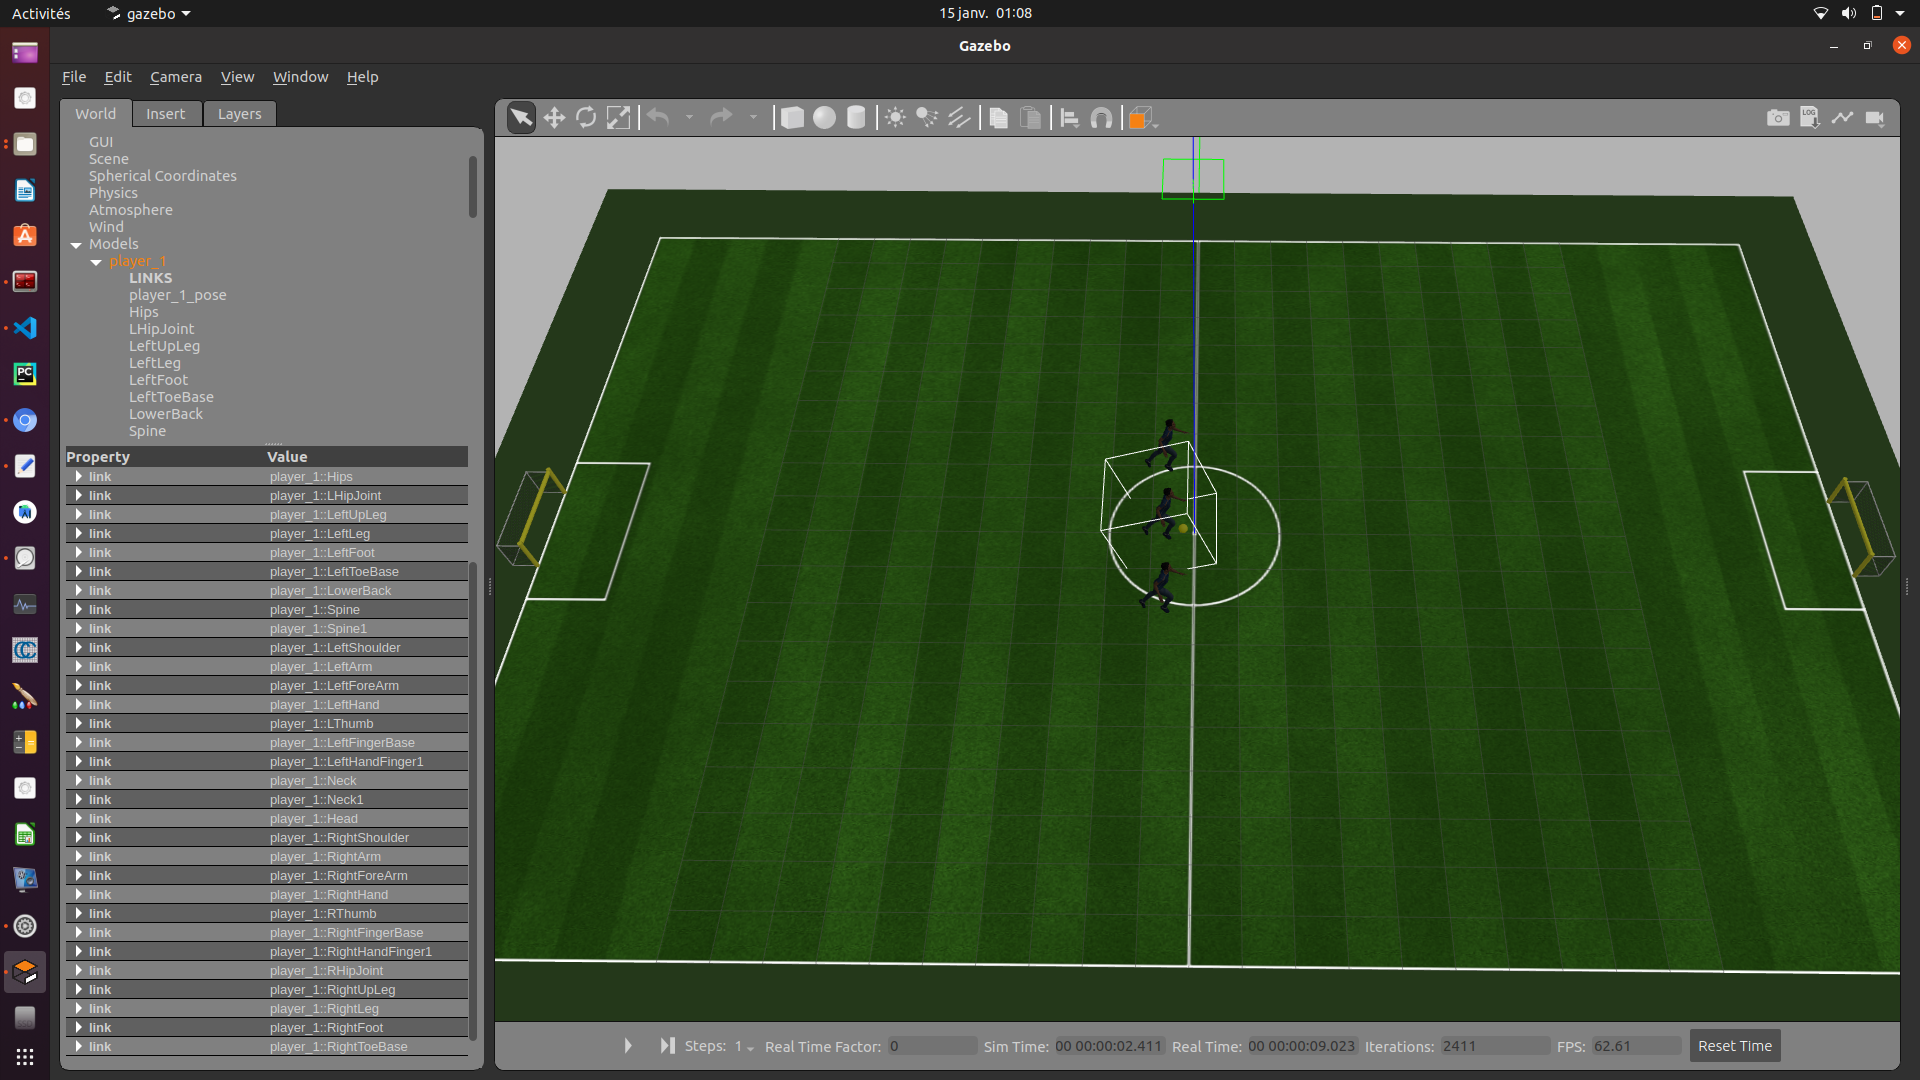 Activités
gazebo
15 janv. 01:08
Gazebo
File Edit Camera View Window Help
World Insert Layers
GUI
Scene
Spherical Coordinates
Physics
Atmosphere
Wind
Models
player_1
LINKS
player_1_pose
Hips
LHipJoint
LeftUpLeg
LeftLeg
LeftFoot
LeftToeBase
LowerBack
Spine
Property Value
link player_1::Hips
link player_1::LHipJoint
link player_1::LeftUpLeg
link player_1::LeftLeg
link player_1::LeftFoot
link player_1::LeftToeBase
link player_1::LowerBack
link player_1::Spine
link player_1::Spine1
link player_1::LeftShoulder
link player_1::LeftArm
link player_1::LeftForeArm
link player_1::LeftHand
link player_1::LThumb
link player_1::LeftFingerBase
link player_1::LeftHandFinger1
link player_1::Neck
link player_1::Neck1
link player_1::Head
link player_1::RightShoulder
link player_1::RightArm
link player_1::RightForeArm
link player_1::RightHand
link player_1::RThumb
link player_1::RightFingerBase
link player_1::RightHandFinger1
link player_1::RHipJoint
link player_1::RightUpLeg
link player_1::RightLeg
link player_1::RightFoot
link player_1::RightToeBase
LOG
PC
Steps: 1 Real Time Factor: 0 Sim Time: 00 00:00:02.411 Real Time: 00 00:00:09.023 Iterations: 2411 FPS: 62.61 Reset Time